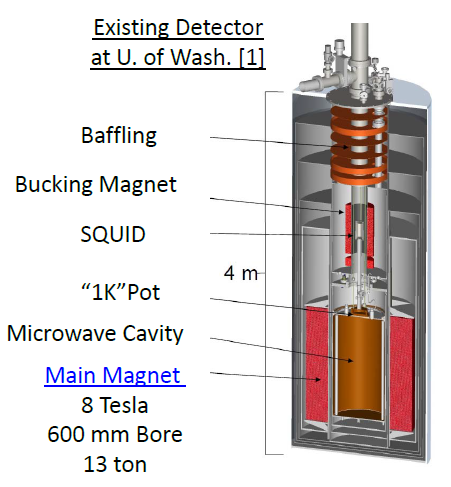 Existing Detector
at U. of Wash. [1]
Baffling
Bucking Magnet
SQUID
4 m
“1K”Pot
Microwave Cavity
Main Magnet
8 Tesla
600 mm Bore
13 ton